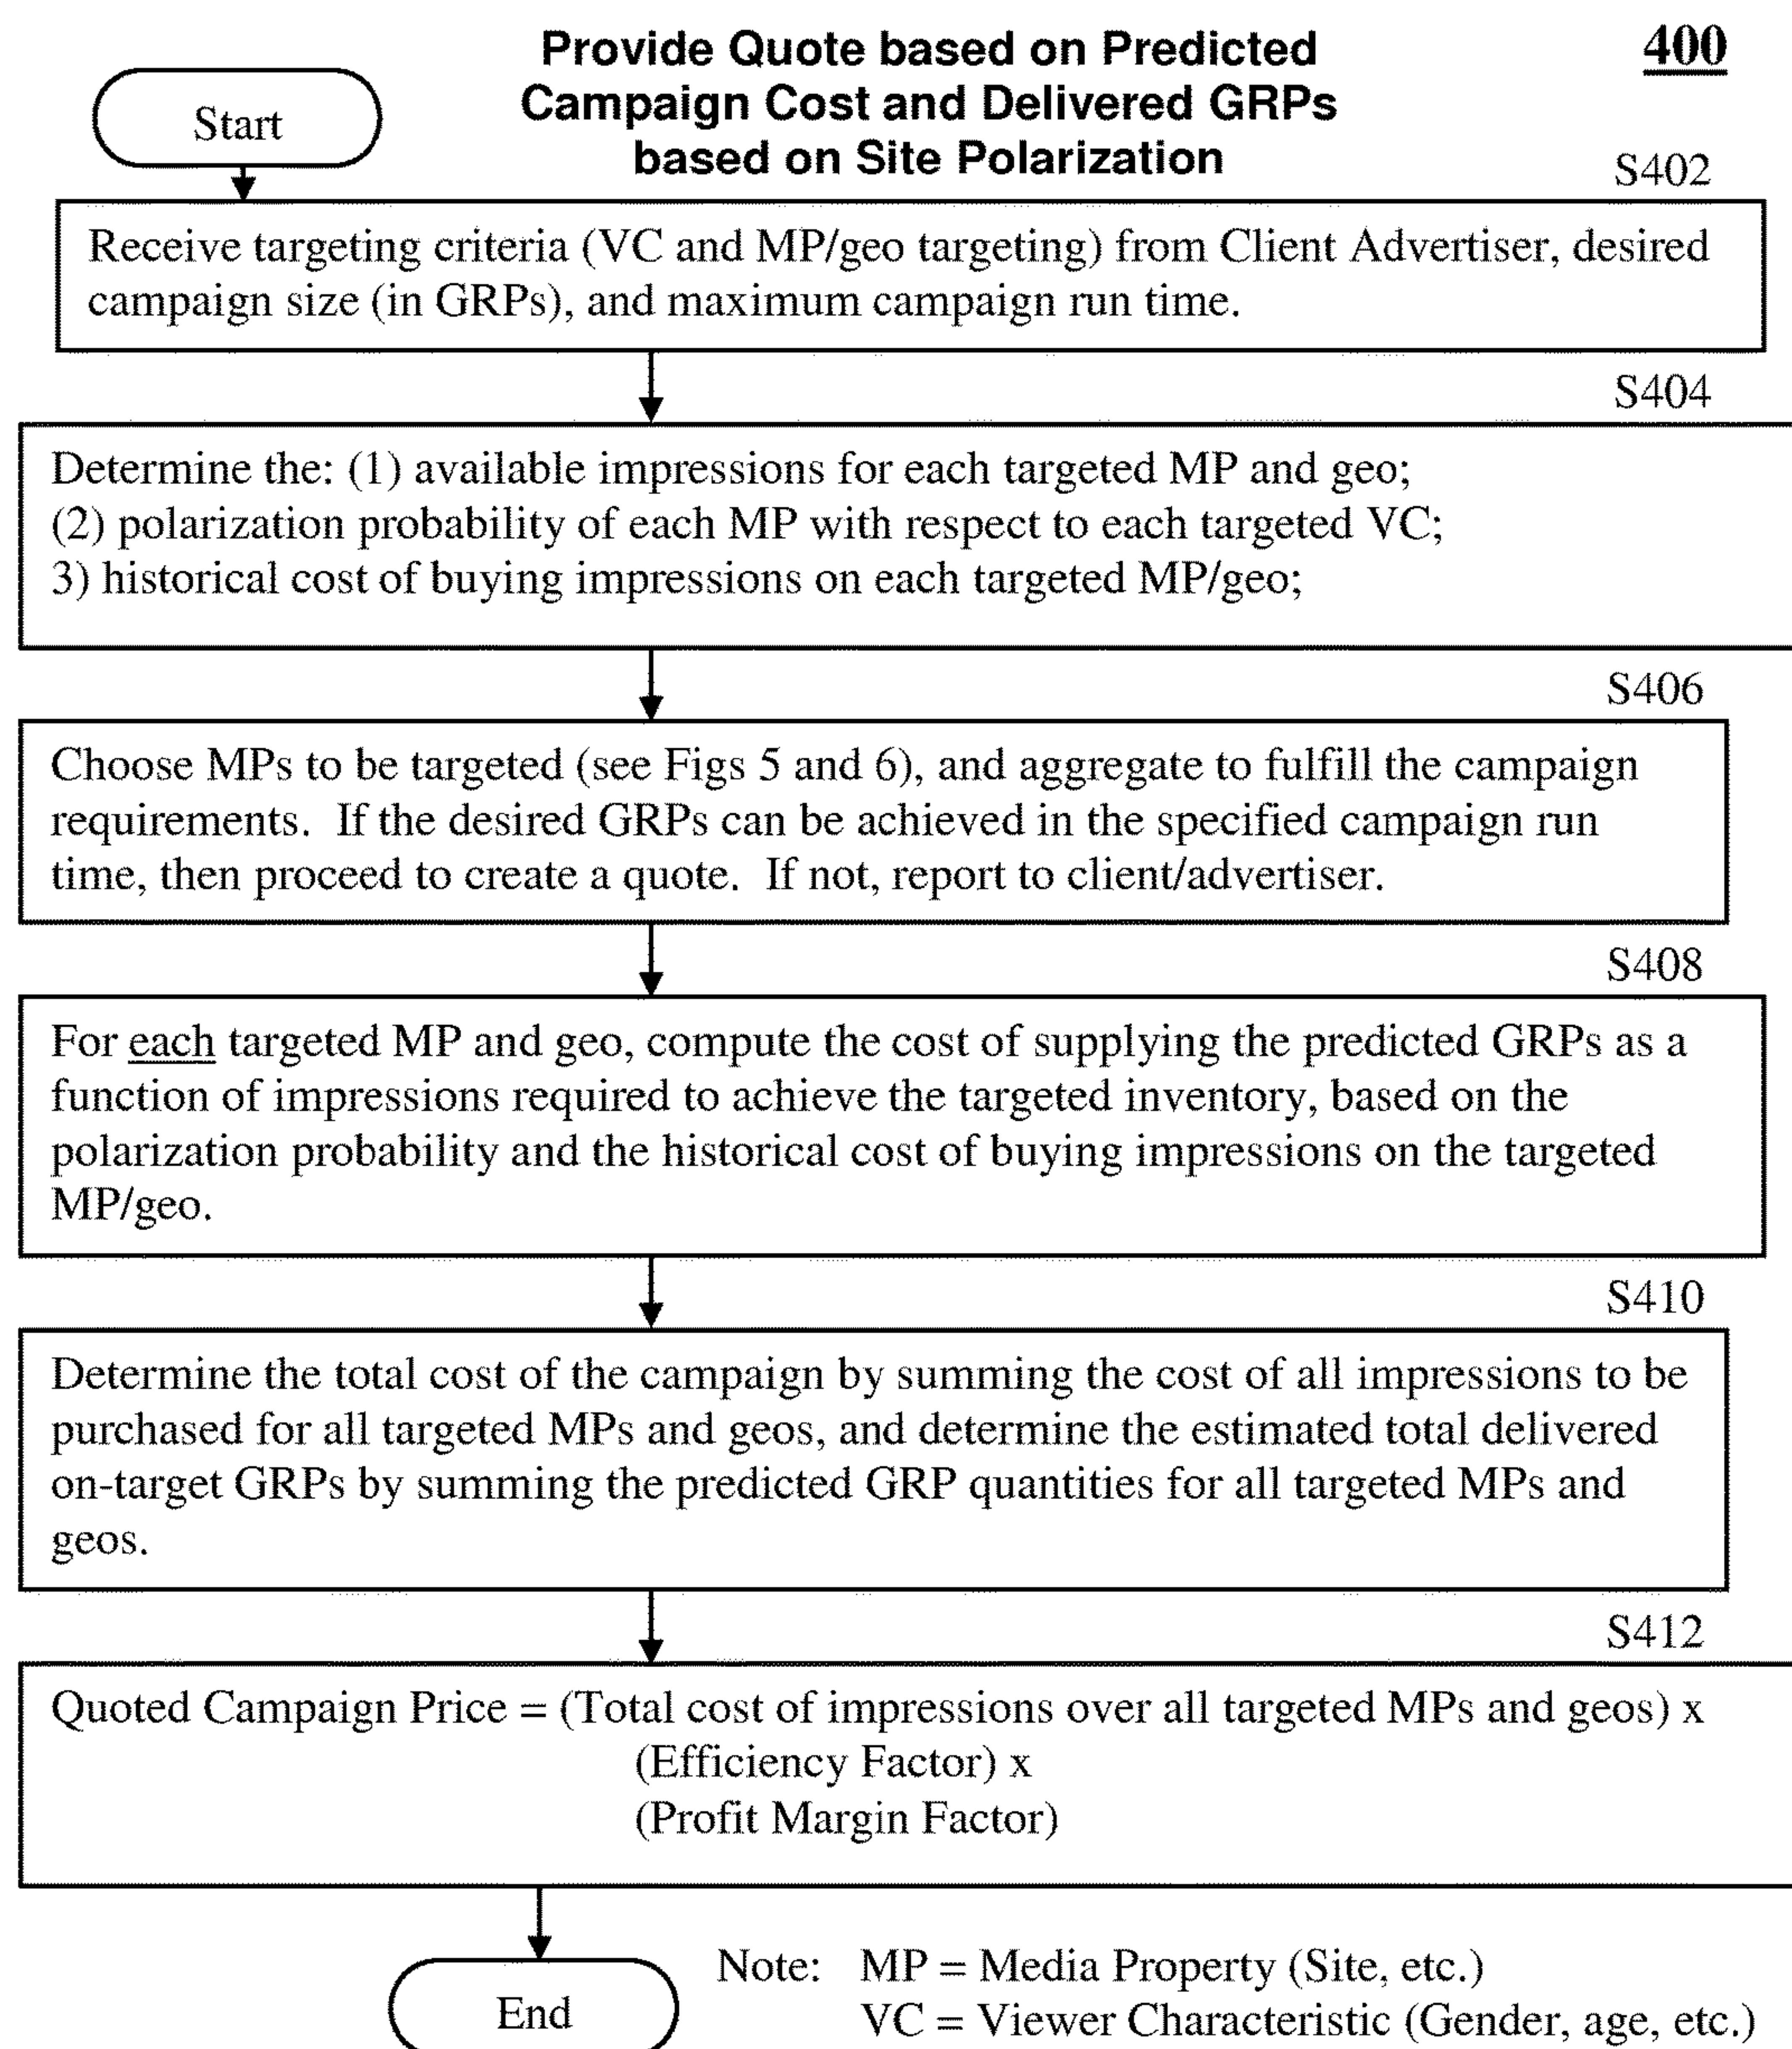 Provide Quote based on Predicted
Campaign Cost and Delivered GRPs
based on Site Polarization
400
Start
S402
Receive targeting criteria (VC and MP/geo targeting) from Client Advertiser, desired
campaign size (in GRPs), and maximum campaign run time.
S404
Determine the: (1) available impressions for each targeted MP and geo;
(2) polarization probability of each MP with respect to each targeted VC;
3) historical cost of buying impressions on each targeted MP/geo;
S406
Choose MPs to be targeted (see Figs 5 and 6), and aggregate to fulfill the campaign
requirements. If the desired GRPs can be achieved in the specified campaign run
time, then proceed to create a quote. If not, report to client/advertiser.
S408
For each targeted MP and geo, compute the cost of supplying the predicted GRPs as a
function of impressions required to achieve the targeted inventory, based on the
polarization probability and the historical cost of buying impressions on the targeted
MP/geo.
S410
Determine the total cost of the campaign by summing the cost of all impressions to be
purchased for all targeted MPs and geos, and determine the estimated total delivered
on-target GRPs by summing the predicted GRP quantities for all targeted MPs and
geos.
S412
Quoted Campaign Price = (Total cost of impressions over all targeted MPs and geos) x
(Efficiency Factor) x
(Profit Margin Factor)
End
Note: MP = Media Property (Site, etc.)
VC = Viewer Characteristic (Gender, age, etc.)